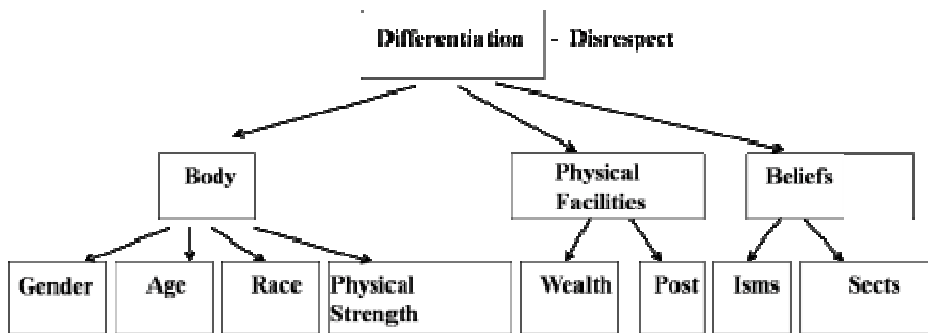 Differentiation - Disrespect
Body
Physical
Facilities
Beliefs
Gender
Age
Race
Physical
Strength
Wealth
Post
Isms
Sects